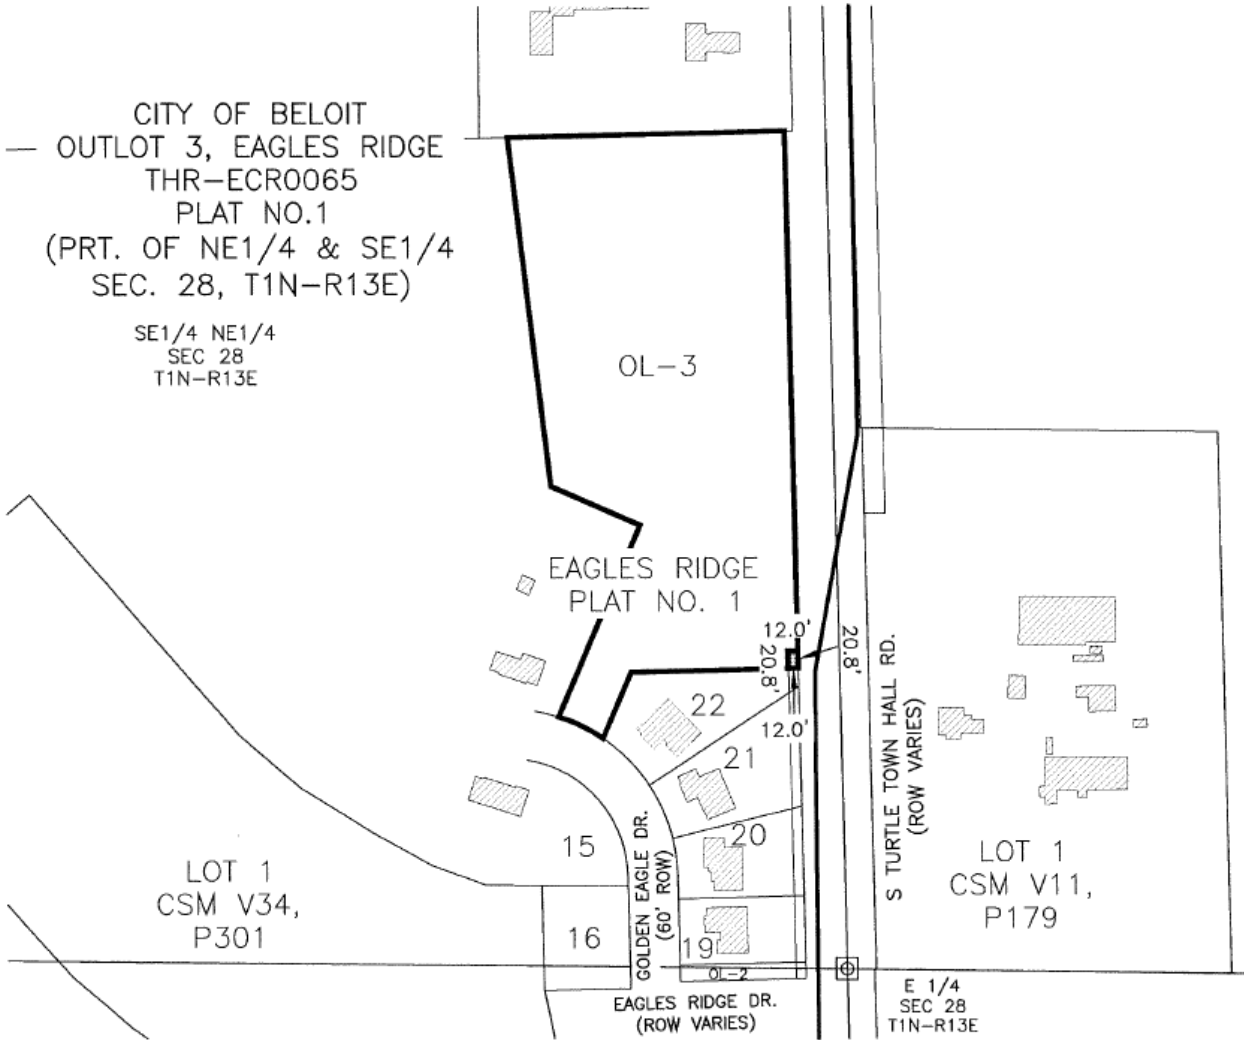 CITY OF BELOIT
OUTLOT 3, EAGLES RIDGE
THR-ECR0065
PLAT NO.1
(PRT. OF NE1/4 & SE1/4
SEC. 28, T1N-R13E)
SE1/4 NE1/4
SEC 28
T1N-R13E
OL-3
EAGLES RIDGE
PLAT NO. 1
12.0'
20.8'
20.8'
12.0'
22
21
20
19
15
16
OL-2
GOLDEN EAGLE DR.
(60' ROW)
S TURTLE TOWN HALL RD.
(ROW VARIES)
LOT 1
CSM V34,
P301
LOT 1
CSM V11,
P179
EAGLES RIDGE DR.
(ROW VARIES)
E 1/4
SEC 28
T1N-R13E